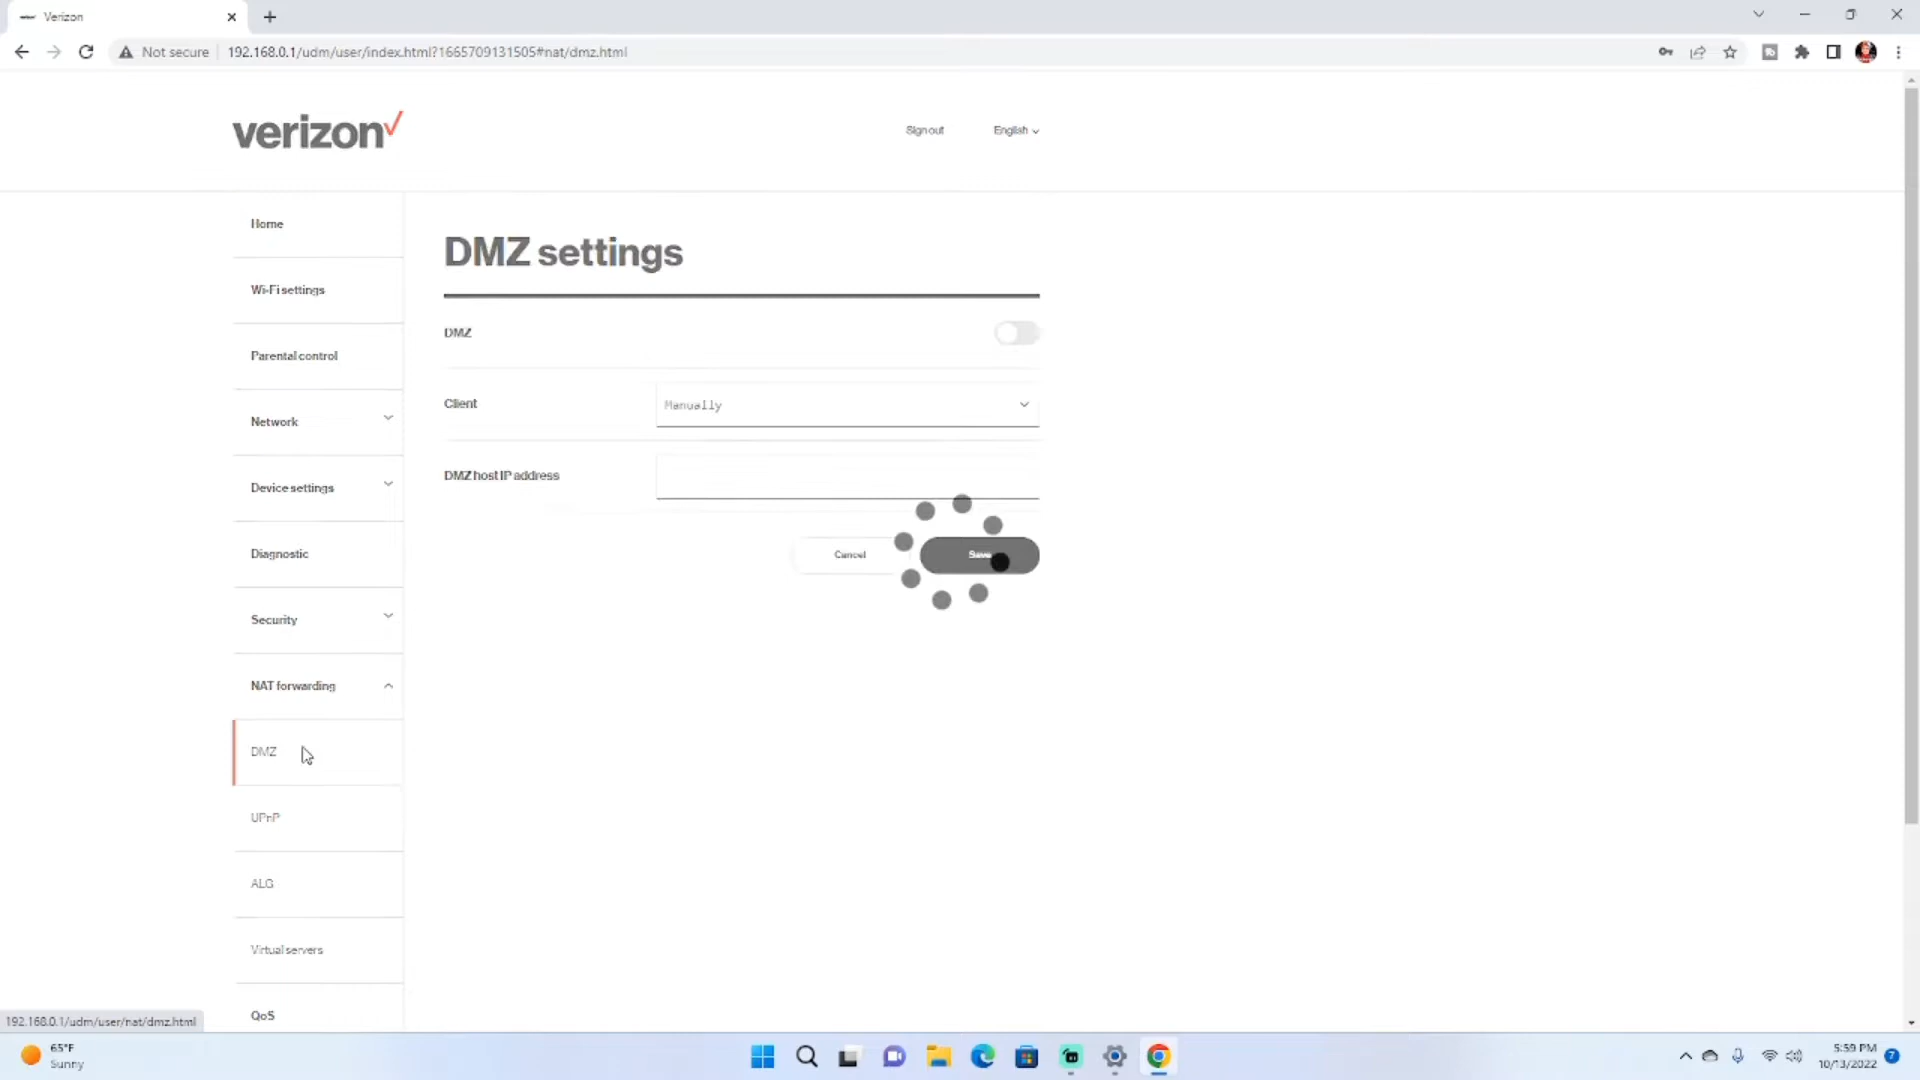 Verizon
Not secure
192.168.0.1/udm/user/index.html?1665709131505#nat/dmz.html
verizon
Sign out
English
Home
Wi-Fi settings
Parental control
Network
Device settings
Diagnostic
Security
NAT forwarding
DMZ
UPnP
ALG
Virtual servers
QoS
DMZ settings
DMZ
Client
Manually
DMZ host IP address
Cancel
Save
192.168.0.1/udm/user/nat/dmz.html
65°F
Sunny
5:59 PM
10/13/2022
7